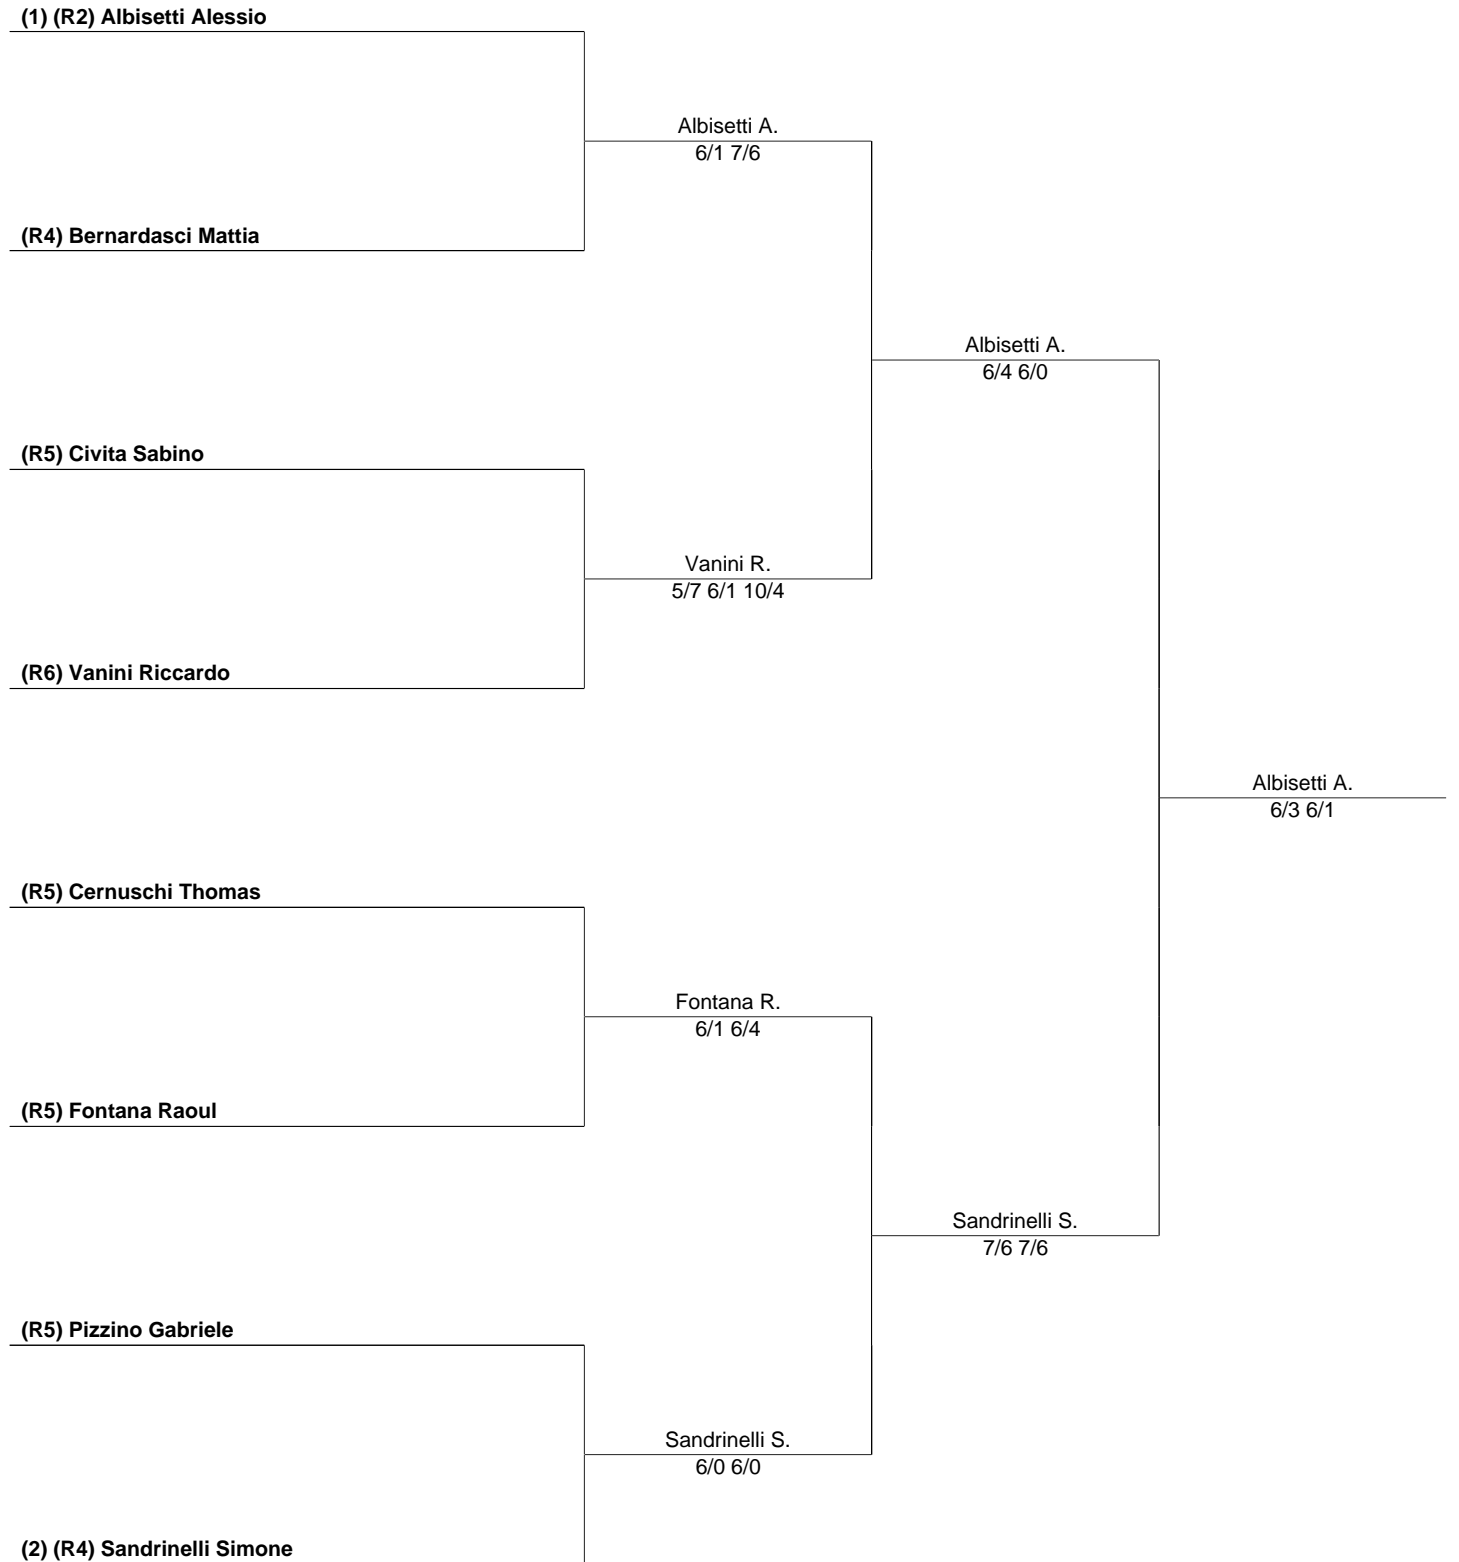 (1) (R2) Albisetti Alessio
Albisetti A.
6/1 7/6
(R4) Bernardasci Mattia
Albisetti A.
6/4 6/0
(R5) Civita Sabino
Vanini R.
5/7 6/1 10/4
(R6) Vanini Riccardo
Albisetti A.
6/3 6/1
(R5) Cernuschi Thomas
Fontana R.
6/1 6/4
(R5) Fontana Raoul
Sandrinelli S.
7/6 7/6
(R5) Pizzino Gabriele
Sandrinelli S.
6/0 6/0
(2) (R4) Sandrinelli Simone